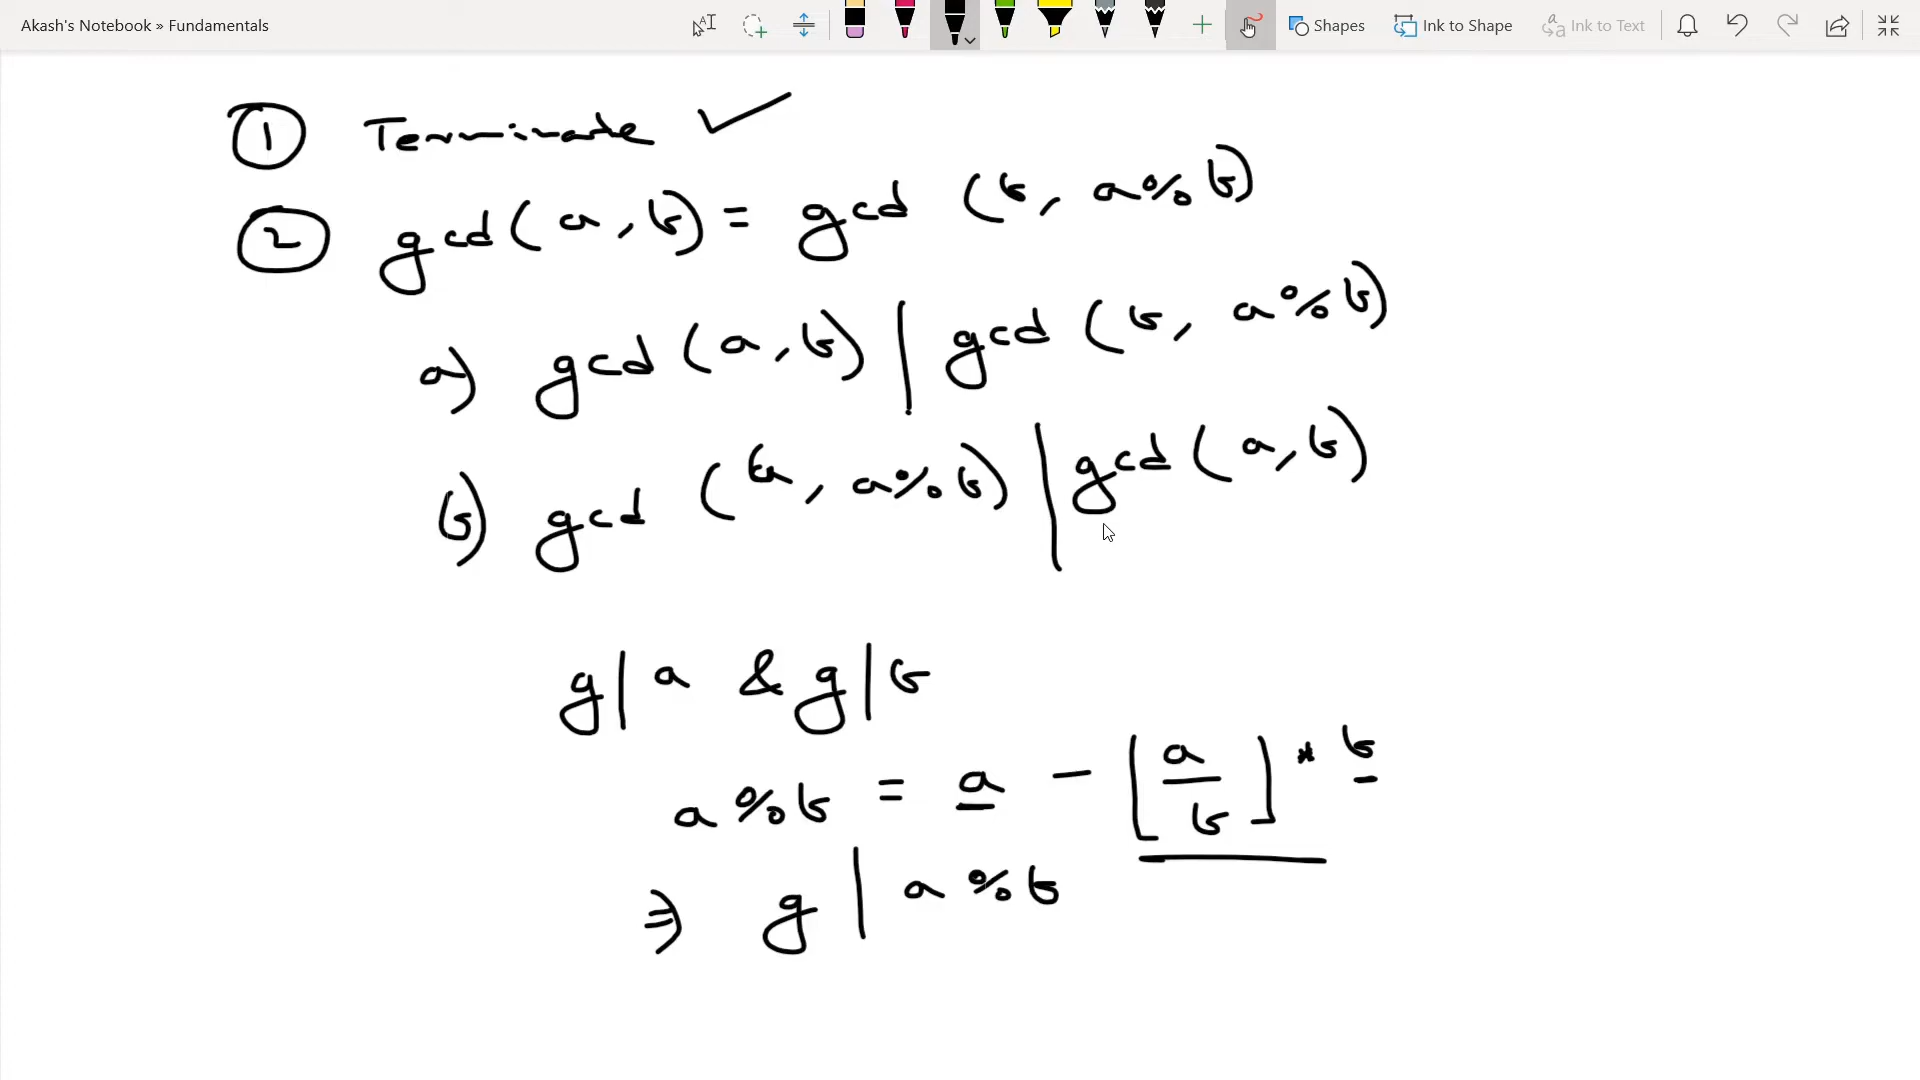 Akash's Notebook » Fundamentals
Shapes Ink to Shape Ink to Text
① Terminate ✓
② gcd(a, b) = gcd (b, a%b)
a) gcd (a, b) | gcd (b, a%b)
b) gcd (b, a%b) | gcd (a, b)
g|a & g|b
a%b = a - ⌊a/b⌋ * b
⇒ g | a%b